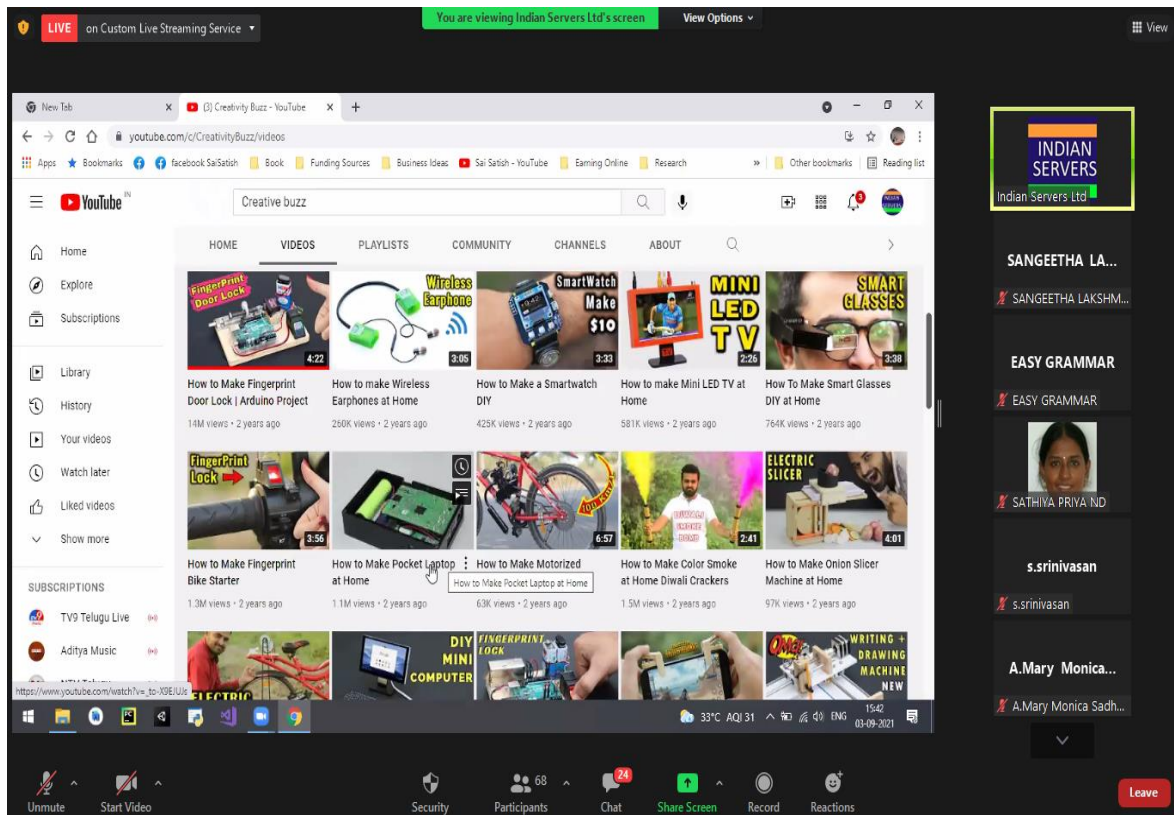 LIVE on Custom Live Streaming Service
You are viewing Indian Servers Ltd's screen
View Options
View
New Tab
(3) Creativity Buzz - YouTube
youtube.com/c/CreativityBuzz/videos
Apps
Bookmarks
facebook SaiSatish
Book
Funding Sources
Business Ideas
Sai Satish - YouTube
Earning Online
Research
»
Other bookmarks
Reading list
YouTube IN
Creative buzz
3
HOME
VIDEOS
PLAYLISTS
COMMUNITY
CHANNELS
ABOUT
Home
Explore
Subscriptions
Library
History
Your videos
Watch later
Liked videos
Show more
SUBSCRIPTIONS
TV9 Telugu Live
Aditya Music
https://www.youtube.com/watch?v=_to-X9EJUJs
FingerPrint
Door Lock
4:22
How to Make Fingerprint
Door Lock | Arduino Project
14M views • 2 years ago
Wireless
Earphone
3:05
How to make Wireless
Earphones at Home
260K views • 2 years ago
SmartWatch
Make
$10
3:33
How to Make a Smartwatch
DIY
425K views • 2 years ago
MINI
LED
TV
2:26
How to make Mini LED TV at
Home
581K views • 2 years ago
SMART
GLASSES
3:38
How To Make Smart Glasses
DIY at Home
764K views • 2 years ago
FingerPrint
Lock
3:56
How to Make Fingerprint
Bike Starter
1.3M views • 2 years ago
How to Make Pocket Laptop
at Home
1.1M views • 2 years ago
How to Make Pocket Laptop at Home
6:57
How to Make Motorized
63K views • 2 years ago
DIWALI
SMOKE
BOMB
2:41
How to Make Color Smoke
at Home Diwali Crackers
1.5M views • 2 years ago
ELECTRIC
SLICER
4:01
How to Make Onion Slicer
Machine at Home
97K views • 2 years ago
ELECTRIC
DIY
MINI
COMPUTER
FINGERPRINT
LOCK
OMG
WRITING +
DRAWING
MACHINE
NEW
33°C AQI 31
ENG
15:42
03-09-2021
INDIAN
SERVERS
Indian Servers Ltd
SANGEETHA LA...
SANGEETHA LAKSHM...
EASY GRAMMAR
EASY GRAMMAR
SATHIYA PRIYA ND
s.srinivasan
s.srinivasan
A.Mary Monica...
A.Mary Monica Sadh...
Unmute
Start Video
Security
68
Participants
24
Chat
Share Screen
Record
Reactions
Leave